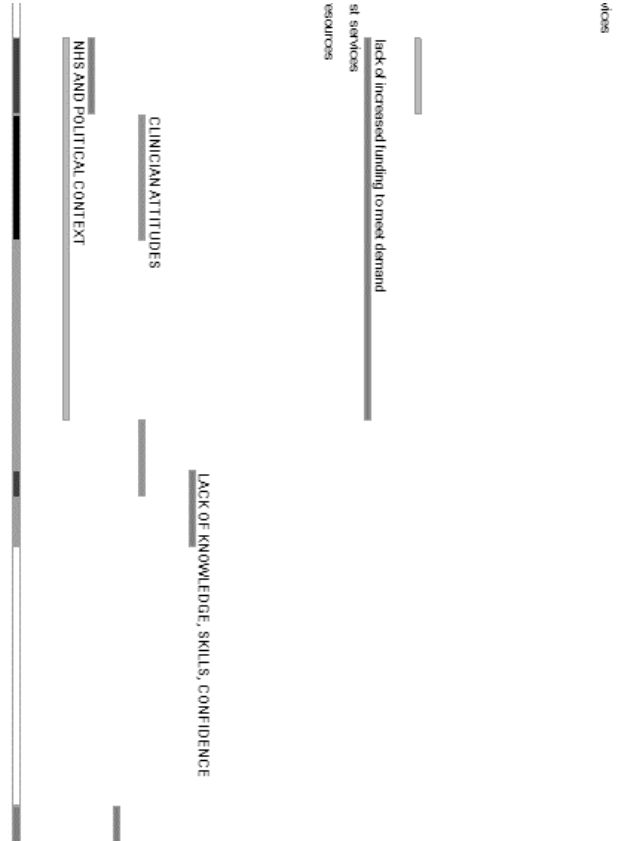 vices
lack of increased funding to meet demand
st services
esources
LACK OF KNOWLEDGE, SKILLS, CONFIDENCE
CLINICIAN ATTITUDES
NHS AND POLITICAL CONTEXT